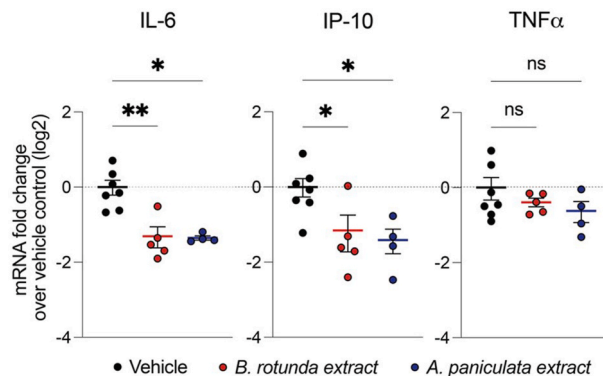 IL-6 IP-10 TNFα
* * ns
** * ns
mRNA fold change
over vehicle control (log2)
2 2 2
0 0 0
-2 -2 -2
-4 -4 -4
Vehicle B. rotunda extract A. paniculata extract